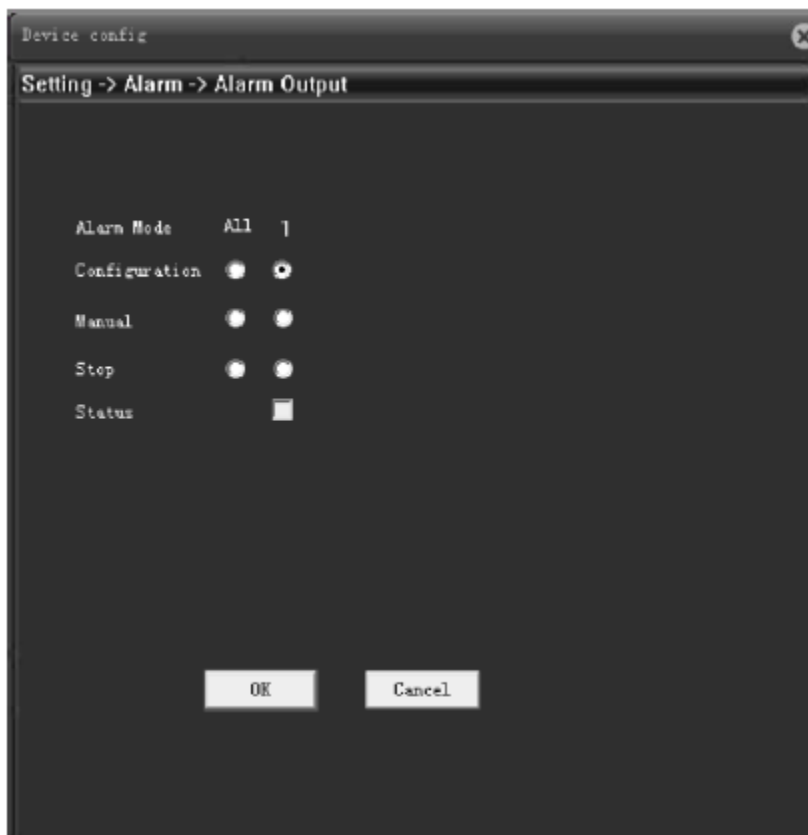 Device config
Setting -> Alarm -> Alarm Output
Alarm Mode All 1
Configuration
Manual
Stop
Status
OK Cancel